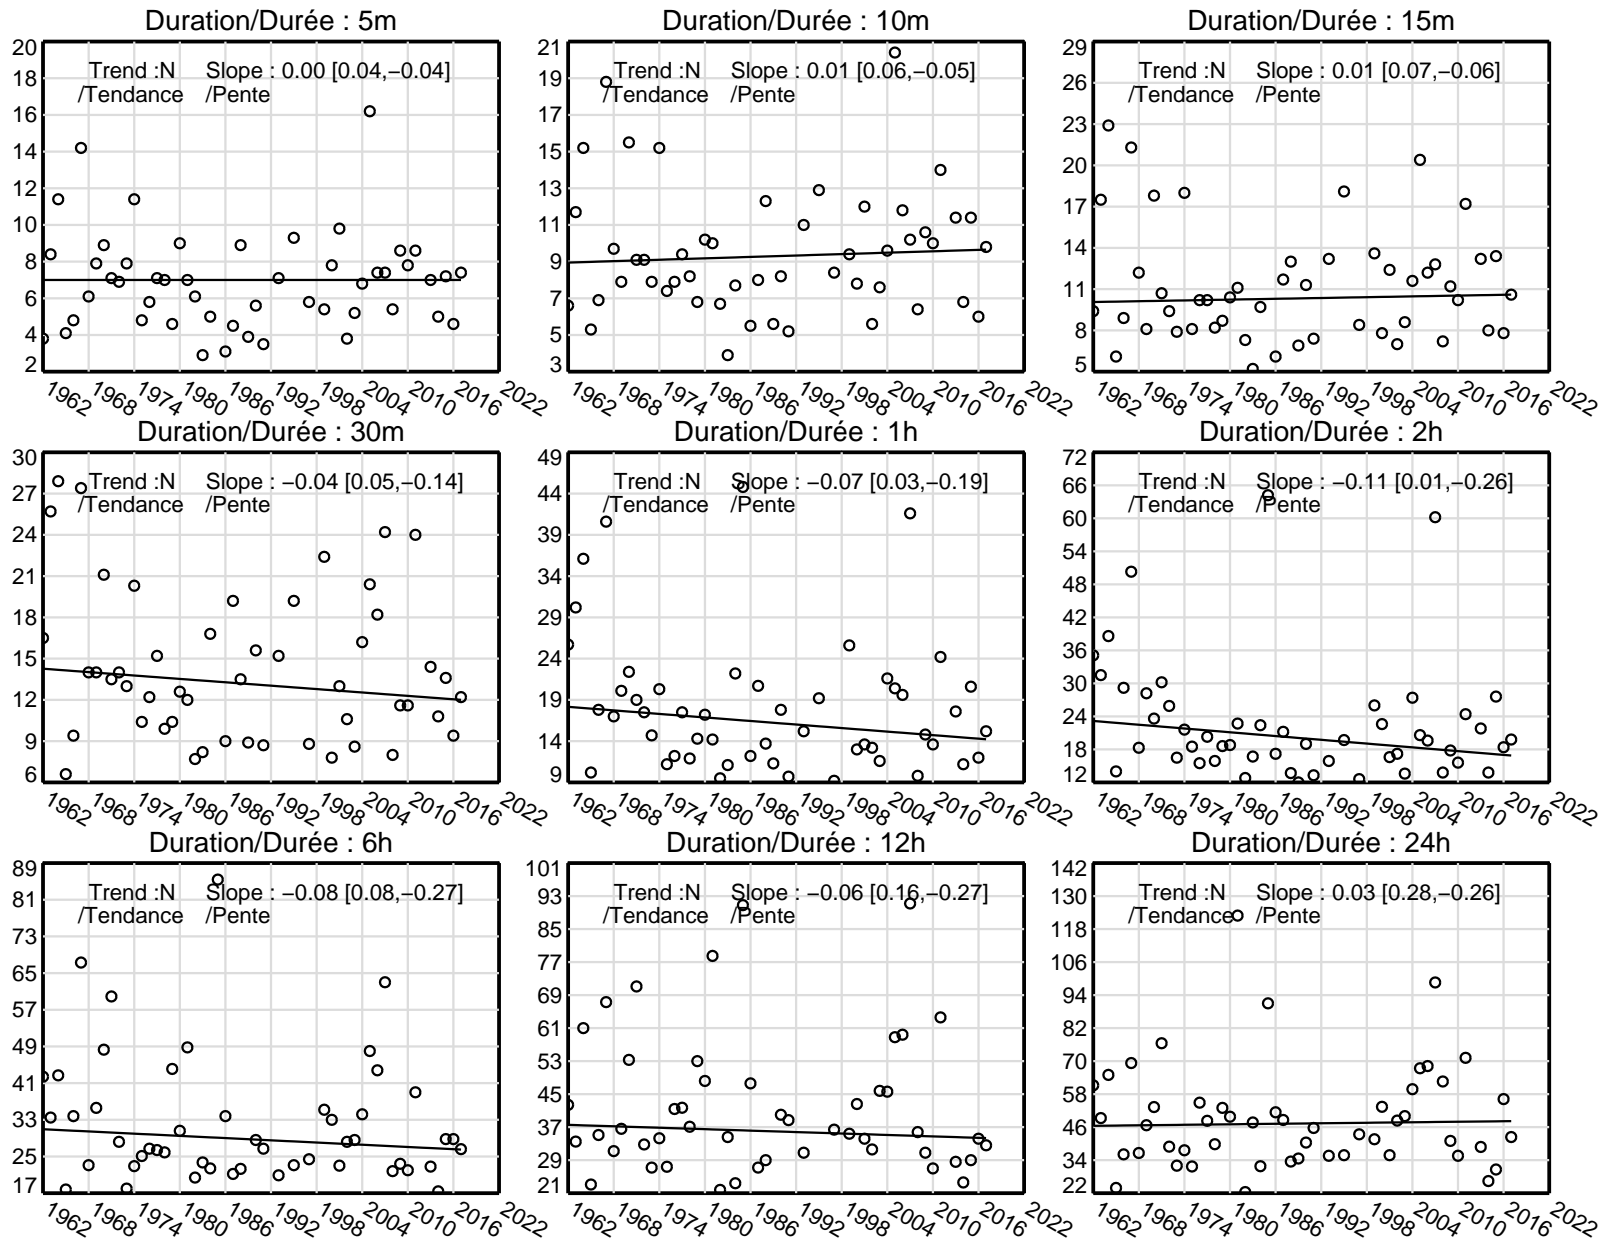 Duration/Durée : 5m
20
18
16
14
12
10
8
6
4
2
Trend :N Slope : 0.00 [0.04,−0.04]
/Tendance /Pente
1962 1968 1974 1980 1986 1992 1998 2004 2010 2016 2022
Duration/Durée : 10m
21
19
17
15
13
11
9
7
5
3
Trend :N Slope : 0.01 [0.06,−0.05]
/Tendance /Pente
1962 1968 1974 1980 1986 1992 1998 2004 2010 2016 2022
Duration/Durée : 15m
29
26
23
20
17
14
11
8
5
Trend :N Slope : 0.01 [0.07,−0.06]
/Tendance /Pente
1962 1968 1974 1980 1986 1992 1998 2004 2010 2016 2022
Duration/Durée : 30m
30
27
24
21
18
15
12
9
6
Trend :N Slope : −0.04 [0.05,−0.14]
/Tendance /Pente
1962 1968 1974 1980 1986 1992 1998 2004 2010 2016 2022
Duration/Durée : 1h
49
44
39
34
29
24
19
14
9
Trend :N Slope : −0.07 [0.03,−0.19]
/Tendance /Pente
1962 1968 1974 1980 1986 1992 1998 2004 2010 2016 2022
Duration/Durée : 2h
72
66
60
54
48
42
36
30
24
18
12
Trend :N Slope : −0.11 [0.01,−0.26]
/Tendance /Pente
1962 1968 1974 1980 1986 1992 1998 2004 2010 2016 2022
Duration/Durée : 6h
89
81
73
65
57
49
41
33
25
17
Trend :N Slope : −0.08 [0.08,−0.27]
/Tendance /Pente
1962 1968 1974 1980 1986 1992 1998 2004 2010 2016 2022
Duration/Durée : 12h
101
93
85
77
69
61
53
45
37
29
21
Trend :N Slope : −0.06 [0.16,−0.27]
/Tendance /Pente
1962 1968 1974 1980 1986 1992 1998 2004 2010 2016 2022
Duration/Durée : 24h
142
130
118
106
94
82
70
58
46
34
22
Trend :N Slope : 0.03 [0.28,−0.26]
/Tendance /Pente
1962 1968 1974 1980 1986 1992 1998 2004 2010 2016 2022